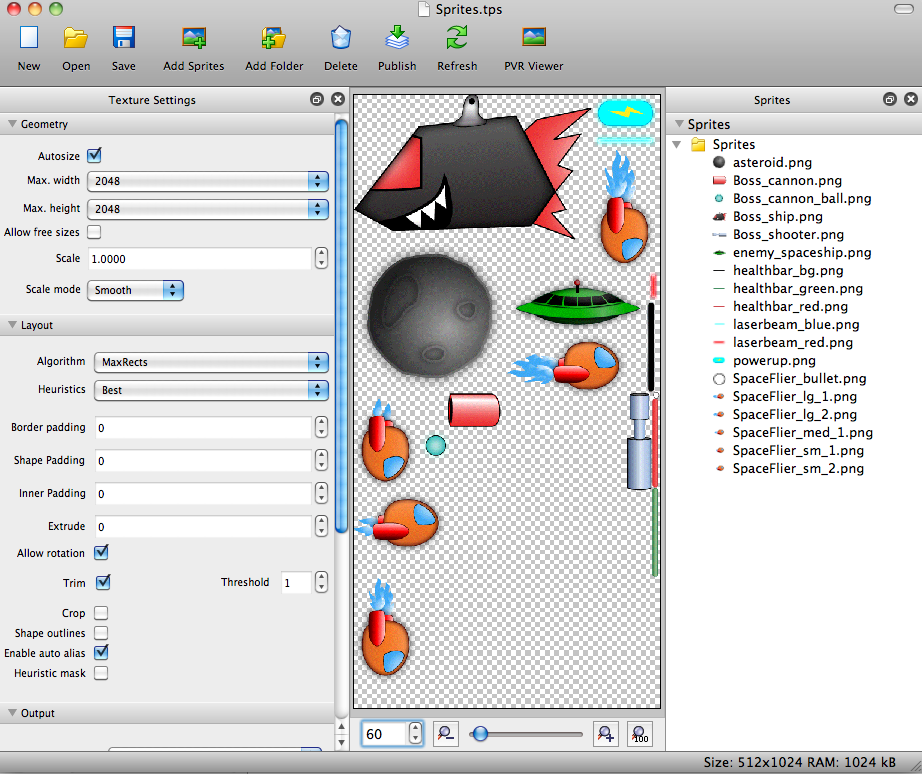 Sprites.tps
New Open Save Add Sprites Add Folder Delete Publish Refresh PVR Viewer
Texture Settings
Geometry
Autosize
Max. width 2048
Max. height 2048
Allow free sizes
Scale 1.0000
Scale mode Smooth
Layout
Algorithm MaxRects
Heuristics Best
Border padding 0
Shape Padding 0
Inner Padding 0
Extrude 0
Allow rotation
Trim Threshold 1
Crop
Shape outlines
Enable auto alias
Heuristic mask
Output
60
100
Sprites
Sprites
Sprites
asteroid.png
Boss_cannon.png
Boss_cannon_ball.png
Boss_ship.png
Boss_shooter.png
enemy_spaceship.png
healthbar_bg.png
healthbar_green.png
healthbar_red.png
laserbeam_blue.png
laserbeam_red.png
powerup.png
SpaceFlier_bullet.png
SpaceFlier_lg_1.png
SpaceFlier_lg_2.png
SpaceFlier_med_1.png
SpaceFlier_sm_1.png
SpaceFlier_sm_2.png
Size: 512x1024 RAM: 1024 kB